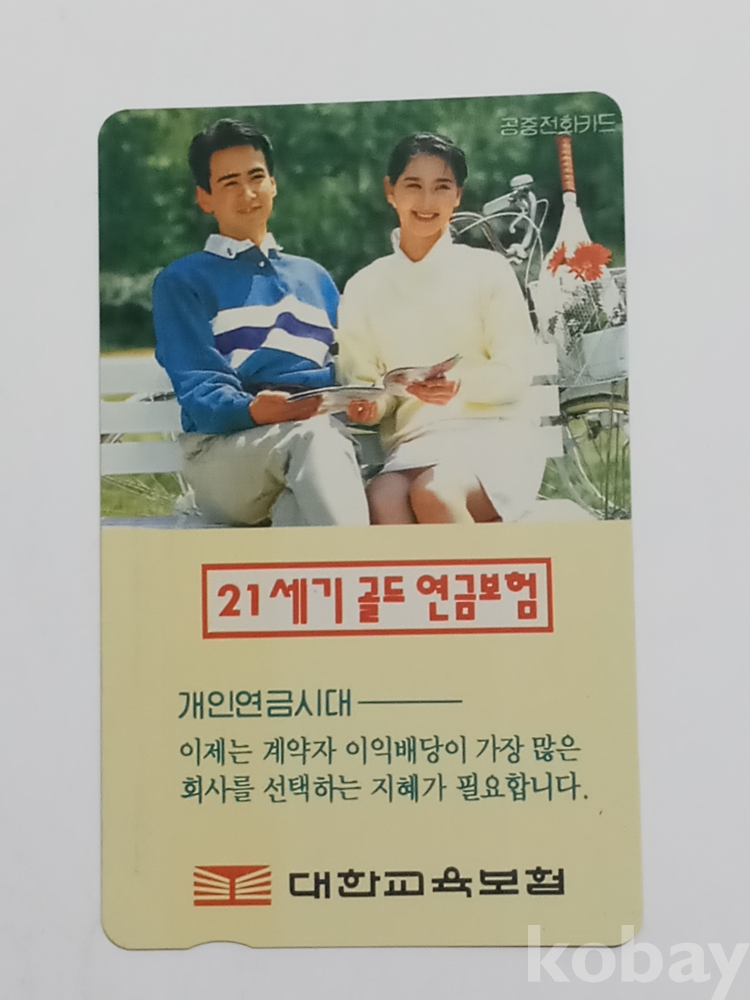 공중전화카드
21세기 골드 연금보험
개인연금시대
이제는 계약자 이익배당이 가장 많은
회사를 선택하는 지혜가 필요합니다.
대한교육보험
kobay